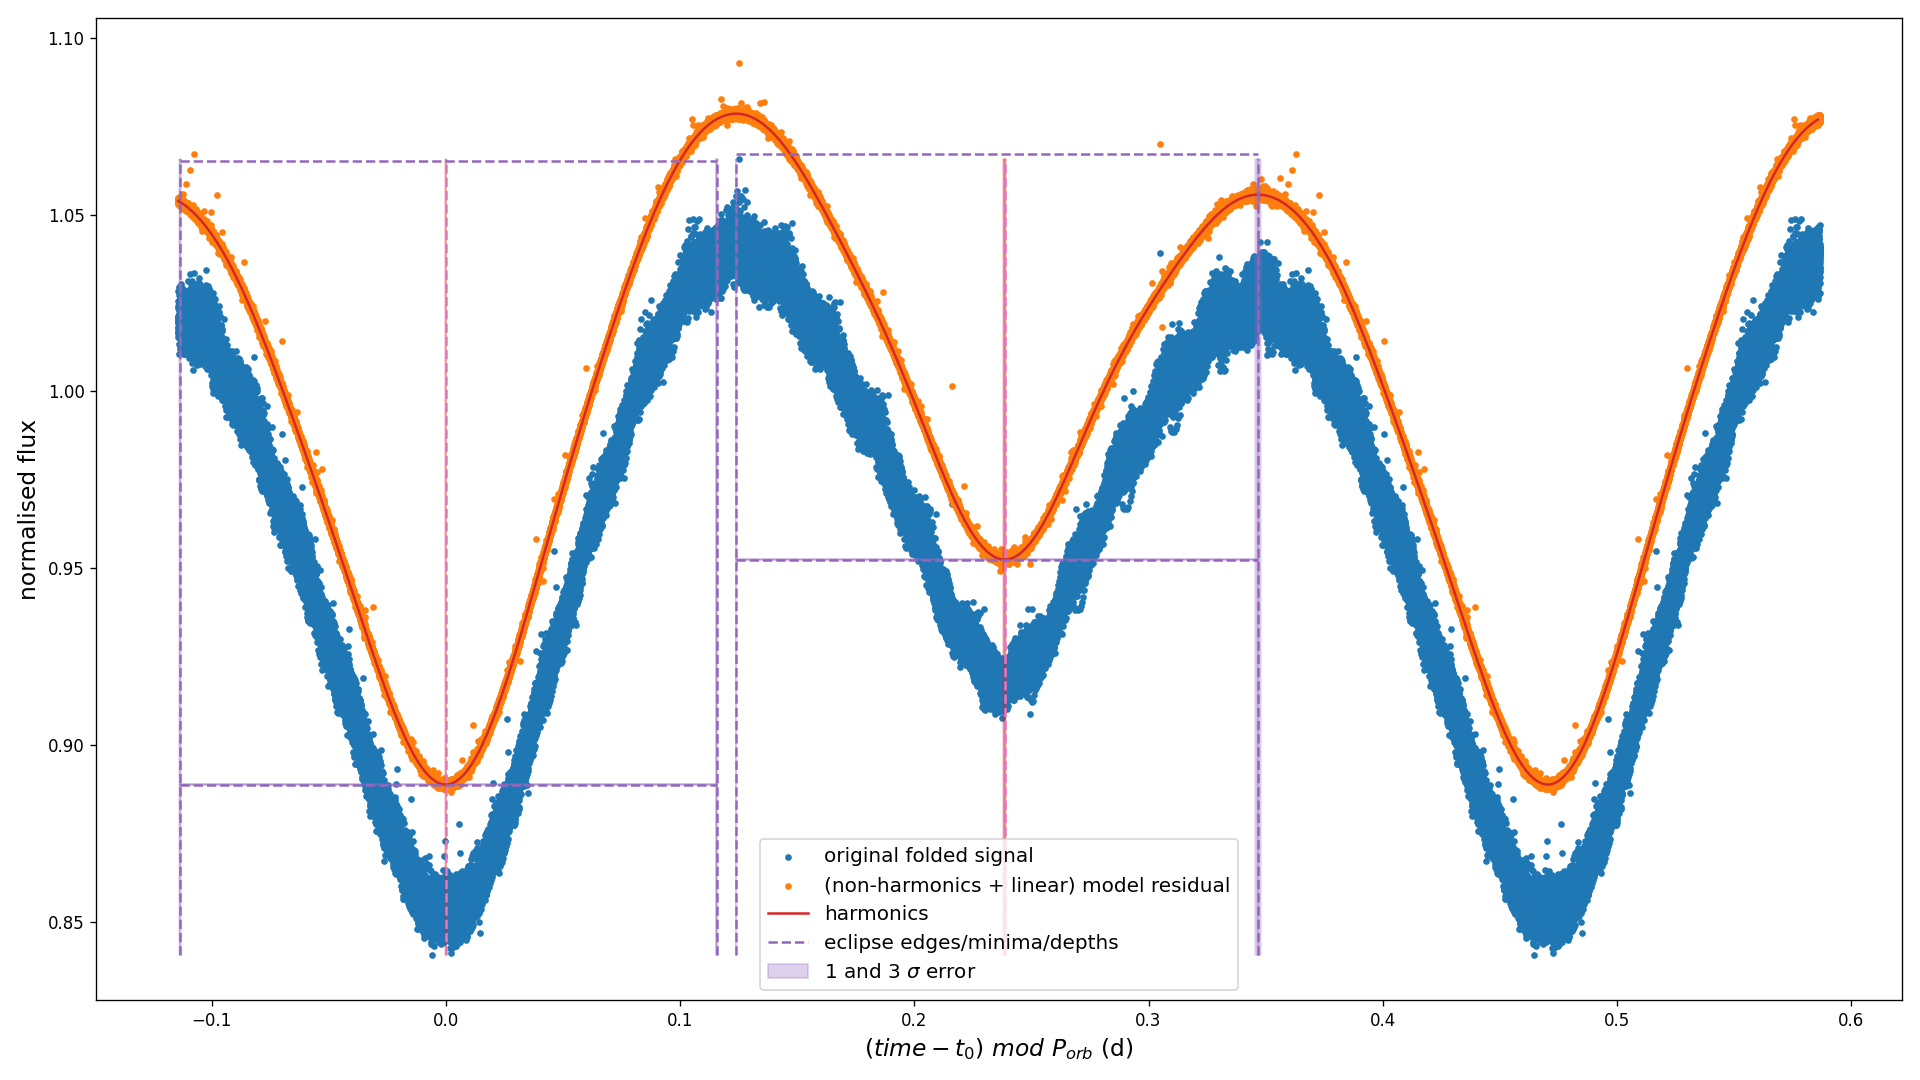 normalised flux
1.10
1.05
1.00
0.95
0.90
0.85
original folded signal
(non-harmonics + linear) model residual
harmonics
eclipse edges/minima/depths
1 and 3 σ error
−0.1
0.0
0.1
0.2
0.3
0.4
0.5
0.6
(time − t₀) mod P_orb (d)